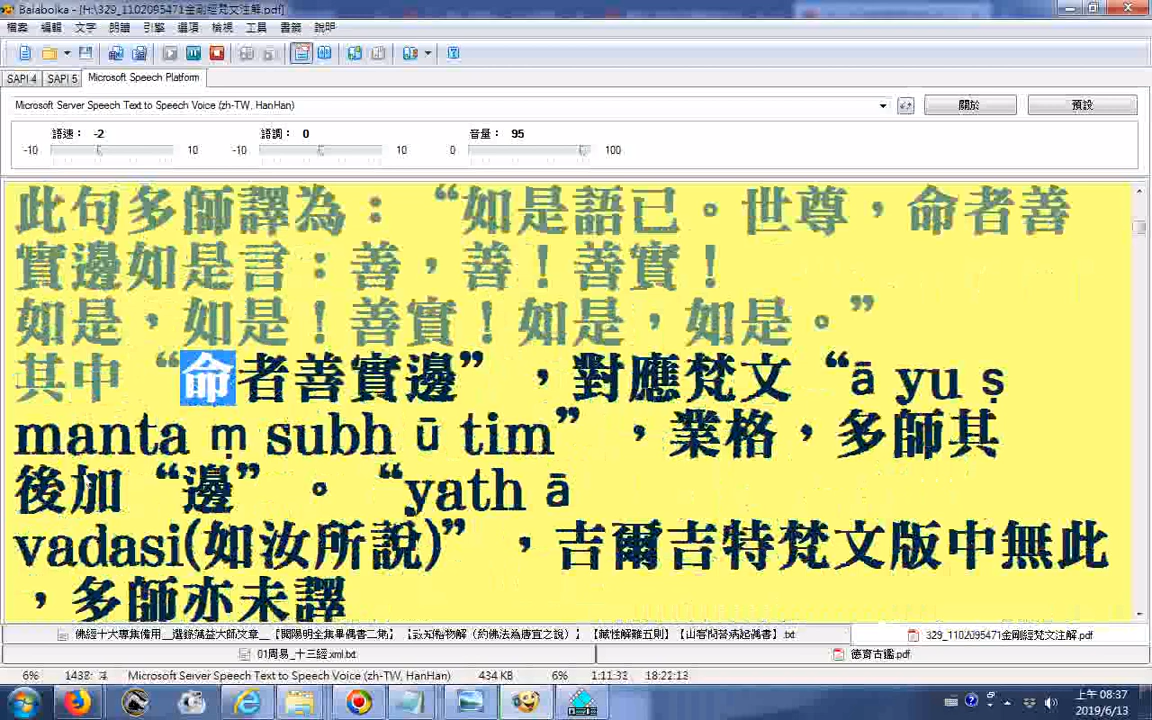 Balabolka - [H:\329_1102095471金剛經梵文注解.pdf]
檔案 編輯 文字 朗讀 引擎 選項 檢視 工具 書籤 說明
SAPI 4 SAPI 5 Microsoft Speech Platform
Microsoft Server Speech Text to Speech Voice (zh-TW, HanHan) 關於 預設
語速： -2 語調： 0 音量： 95
-10 10 -10 10 0 100
此句多師譯為：“如是語已。世尊，命者善
實邊如是言：善，善！善實！
如是，如是！善實！如是，如是。”
其中“命者善實邊”，對應梵文“ā yu ṣ
manta ṃ subh ū tim”，業格，多師其
後加“邊”。“yath ā
vadasi(如汝所說)”，吉爾吉特梵文版中無此
，多師亦未譯
329_1102095471金剛經梵文注解.pdf
01周易_十三經.xml.txt 德育古鑑.pdf
6% Microsoft Server Speech Text to Speech Voice (zh-TW, HanHan) 434 KB 6% 1:11:33 18:22:13
上午 08:37
2019/6/13